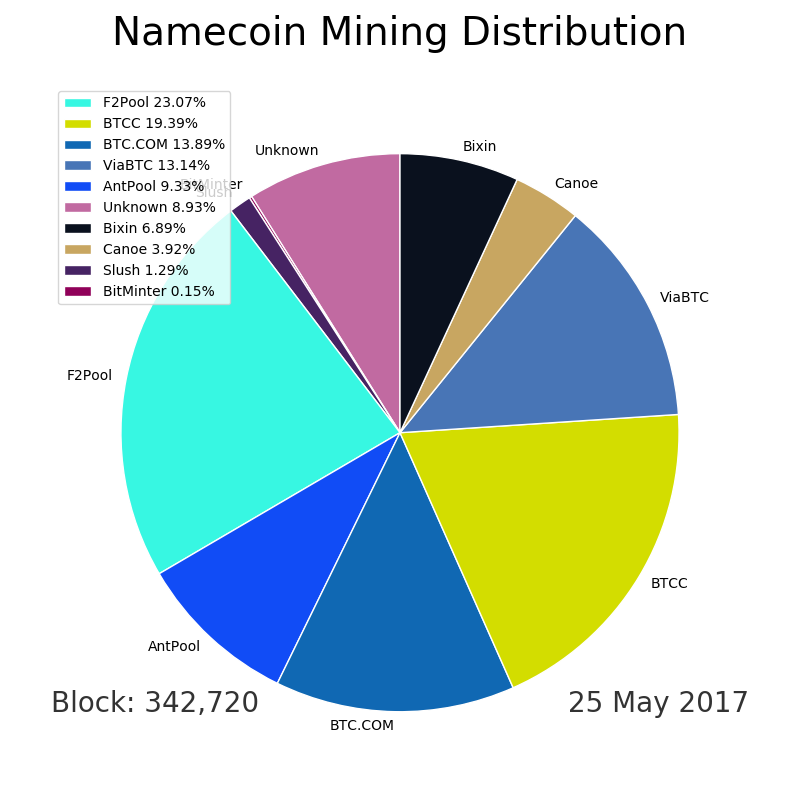 Namecoin Mining Distribution
F2Pool 23.07%
BTCC 19.39%
BTC.COM 13.89%
ViaBTC 13.14%
AntPool 9.33%
Unknown 8.93%
Bixin 6.89%
Canoe 3.92%
Slush 1.29%
BitMinter 0.15%
Unknown
Bixin
Canoe
BitMinter
Slush
ViaBTC
F2Pool
BTCC
AntPool
BTC.COM
Block: 342,720
25 May 2017